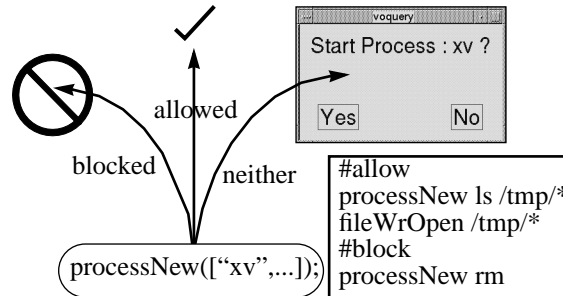 voquery
Start Process : xv ?
Yes No
allowed
blocked
neither
processNew(["xv",...]);
#allow
processNew ls /tmp/*
fileWrOpen /tmp/*
#block
processNew rm